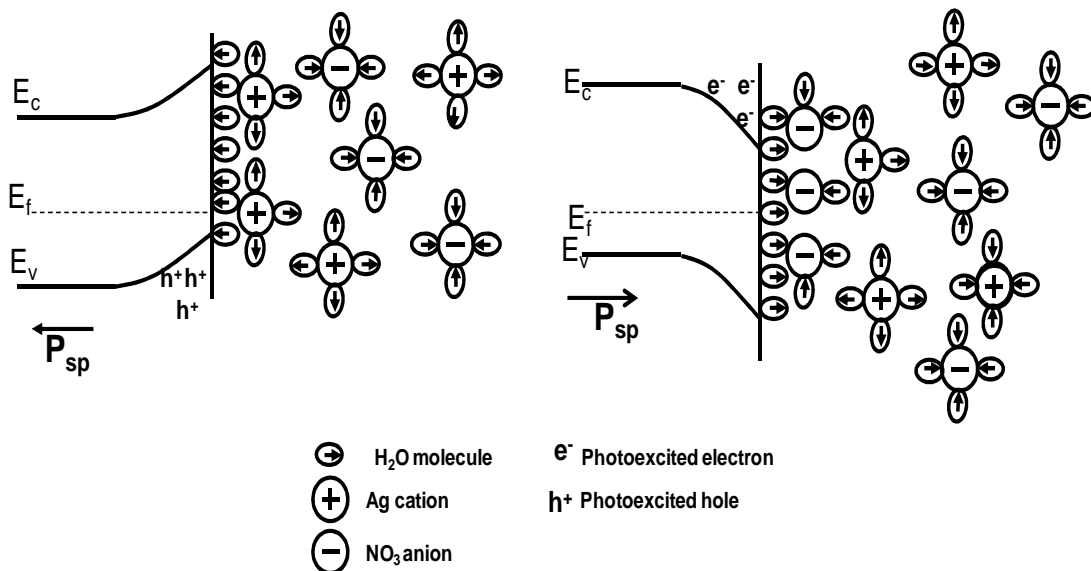 E_c
E_f
E_v
h⁺h⁺
h⁺
P_sp
+
+
−
+
−
+
−
E_c
e⁻ e⁻
e⁻
E_f
E_v
P_sp
−
−
−
+
+
−
−
+
+
−
H₂O molecule
e⁻ Photoexcited electron
+ Ag cation
h⁺ Photoexcited hole
− NO₃ anion